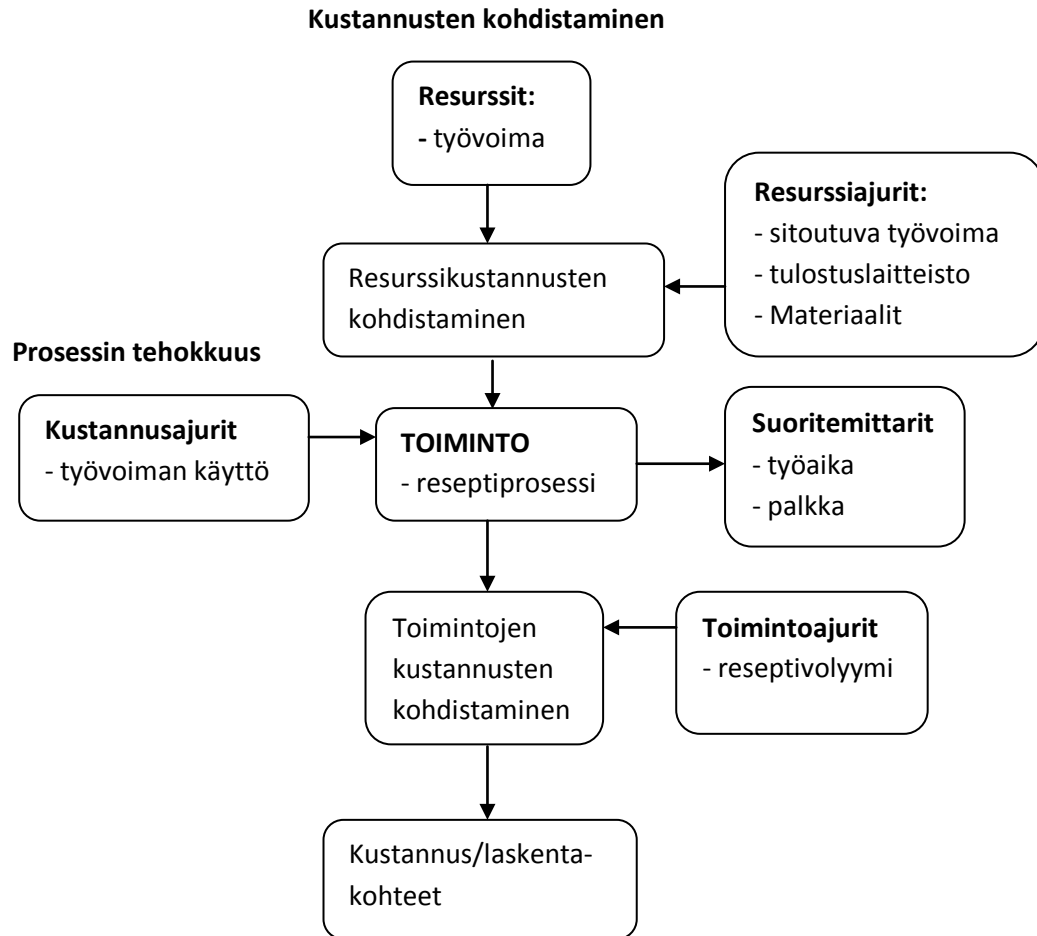 Kustannusten kohdistaminen
Resurssit:
- työvoima
Resurssiajurit:
- sitoutuva työvoima
- tulostuslaitteisto
- Materiaalit
Resurssikustannusten
kohdistaminen
Prosessin tehokkuus
Kustannusajurit
- työvoiman käyttö
TOIMINTO
- reseptiprosessi
Suoritemittarit
- työaika
- palkka
Toimintojen
kustannusten
kohdistaminen
Toimintoajurit
- reseptivolyymi
Kustannus/laskenta-
kohteet